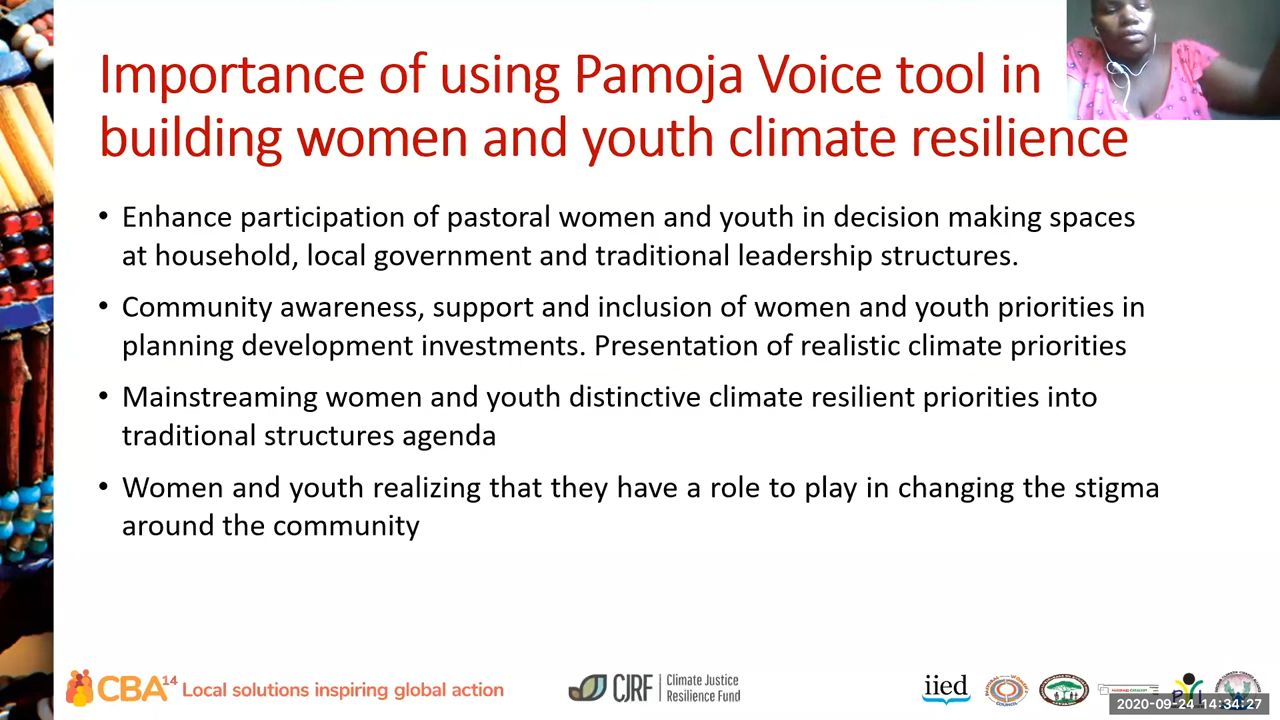 Importance of using Pamoja Voice tool in
building women and youth climate resilience
• Enhance participation of pastoral women and youth in decision making spaces
at household, local government and traditional leadership structures.
• Community awareness, support and inclusion of women and youth priorities in
planning development investments. Presentation of realistic climate priorities
• Mainstreaming women and youth distinctive climate resilient priorities into
traditional structures agenda
• Women and youth realizing that they have a role to play in changing the stigma
around the community
CBA14 Local solutions inspiring global action
CJRF Climate Justice
Resilience Fund
iied
2020-09-24 14:34:27